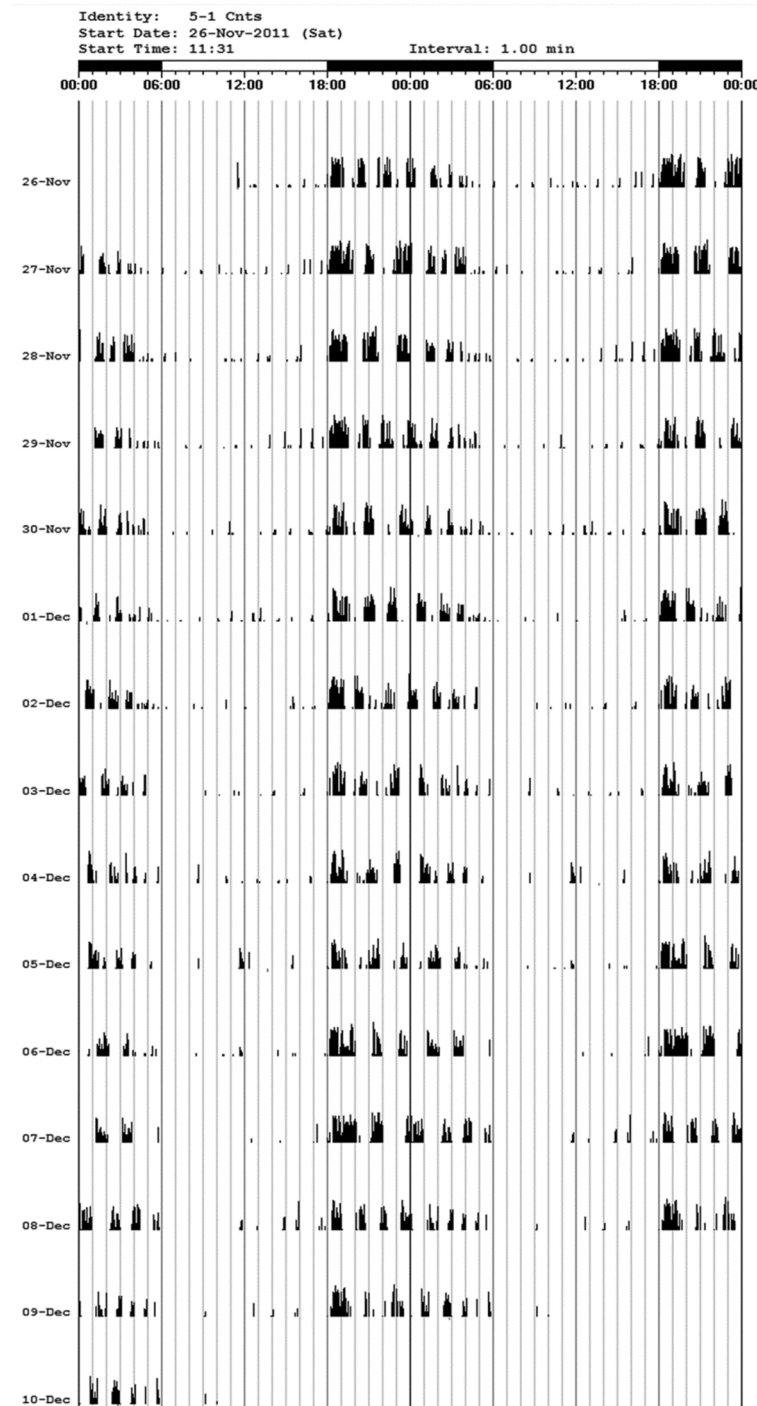 Identity: 5-1 Cnts
Start Date: 26-Nov-2011 (Sat)
Start Time: 11:31 Interval: 1.00 min
00:00 06:00 12:00 18:00 00:00 06:00 12:00 18:00 00:00
26-Nov
27-Nov
28-Nov
29-Nov
30-Nov
01-Dec
02-Dec
03-Dec
04-Dec
05-Dec
06-Dec
07-Dec
08-Dec
09-Dec
10-Dec